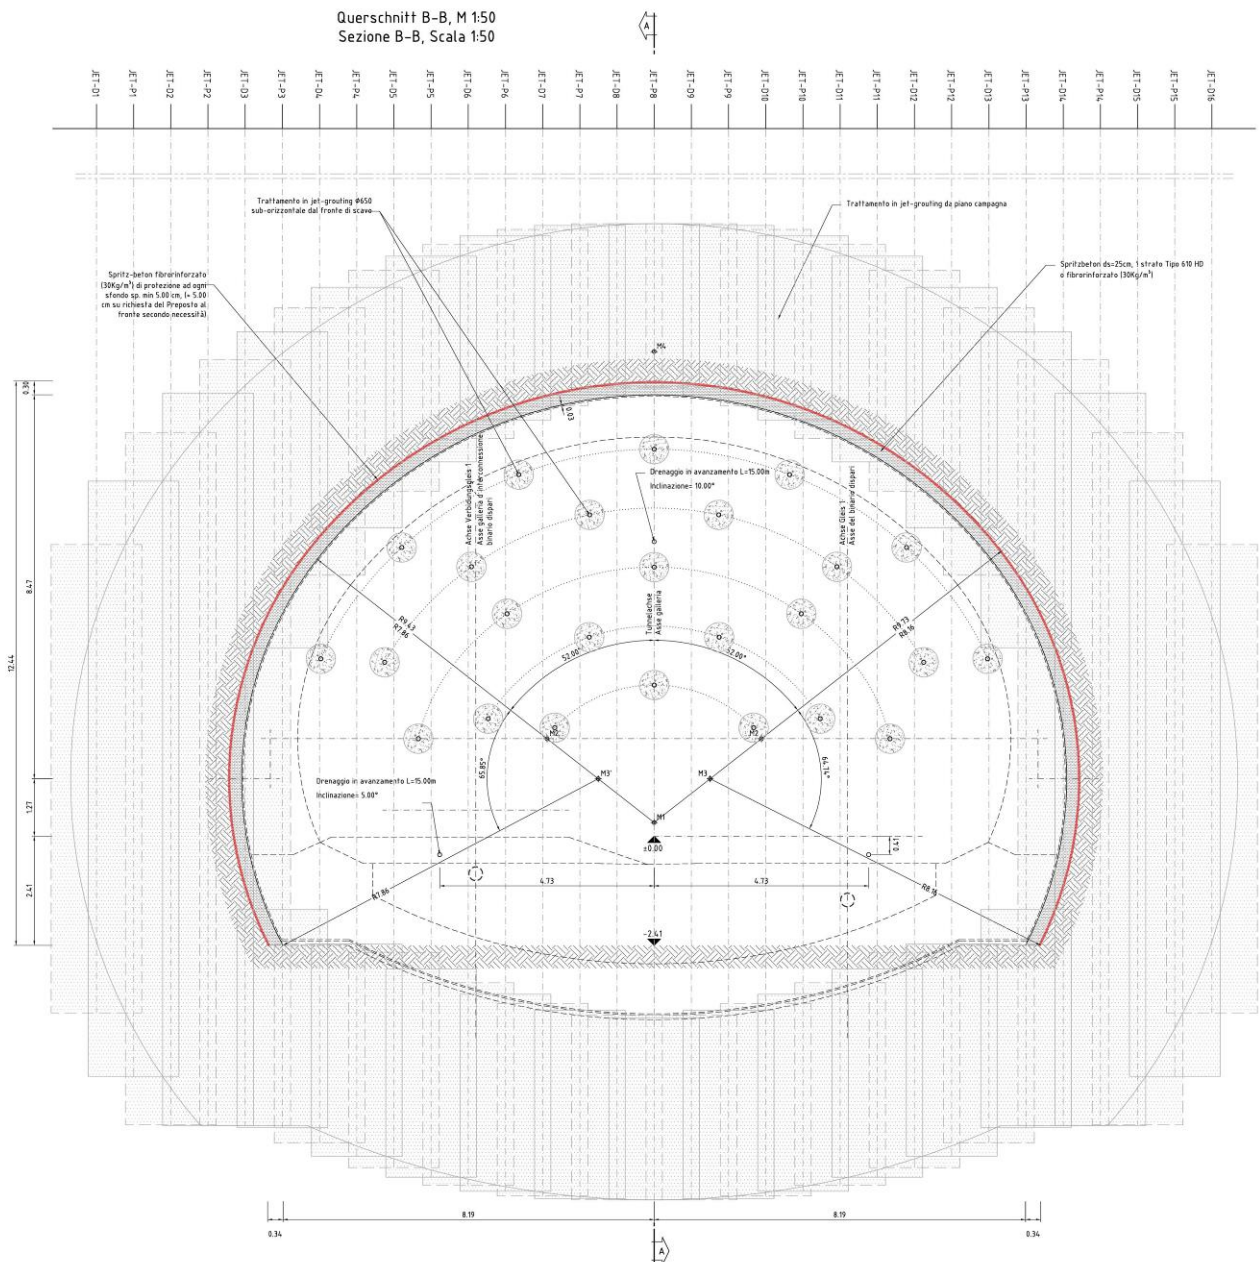 Querschnitt B-B, M 1:50
Sezione B-B, Scala 1:50
A
JET-D1
JET-P1
JET-D2
JET-P2
JET-D3
JET-P3
JET-D4
JET-P4
JET-D5
JET-P5
JET-D6
JET-P6
JET-D7
JET-P7
JET-D8
JET-P8
JET-D9
JET-P9
JET-D10
JET-P10
JET-D11
JET-P11
JET-D12
JET-P12
JET-D13
JET-P13
JET-D14
JET-P14
JET-D15
JET-P15
JET-D16
Trattamento in jet-grouting Φ650
sub-orizzontale dal fronte di scavo
Trattamento in jet-grouting da piano campagna
Spritz-beton fibrorinforzato
(30Kg/m³) di protezione ad ogni
sfondo sp. min 5.00 cm, (+ 5.00
cm su richiesta del Preposto al
fronte secondo necessità)
Spritzbeton ds=25cm, 1 strato Tipo 610 HD
o fibrorinforzato (30Kg/m³)
M4
0.30
0.03
Achse Verbidungsgleis 1
Asse galleria d'interconnessione
binario dispari
Drenaggio in avanzamento L=15.00m
Inclinazione= 10.00°
Achse Gleis 1
Asse del binario dispari
8.47
12.44
R9.43
R7.86
Tunnelachse
Asse galleria
R9.73
R8.16
52.00°
52.00°
M2'
M2
65.85°
64.14°
M3'
M3
Drenaggio in avanzamento L=15.00m
Inclinazione= 5.00°
1.27
M1
±0.00
0.41
4.73
4.73
R7.86
R8.16
2.41
-2.41
8.19
8.19
0.34
0.34
A